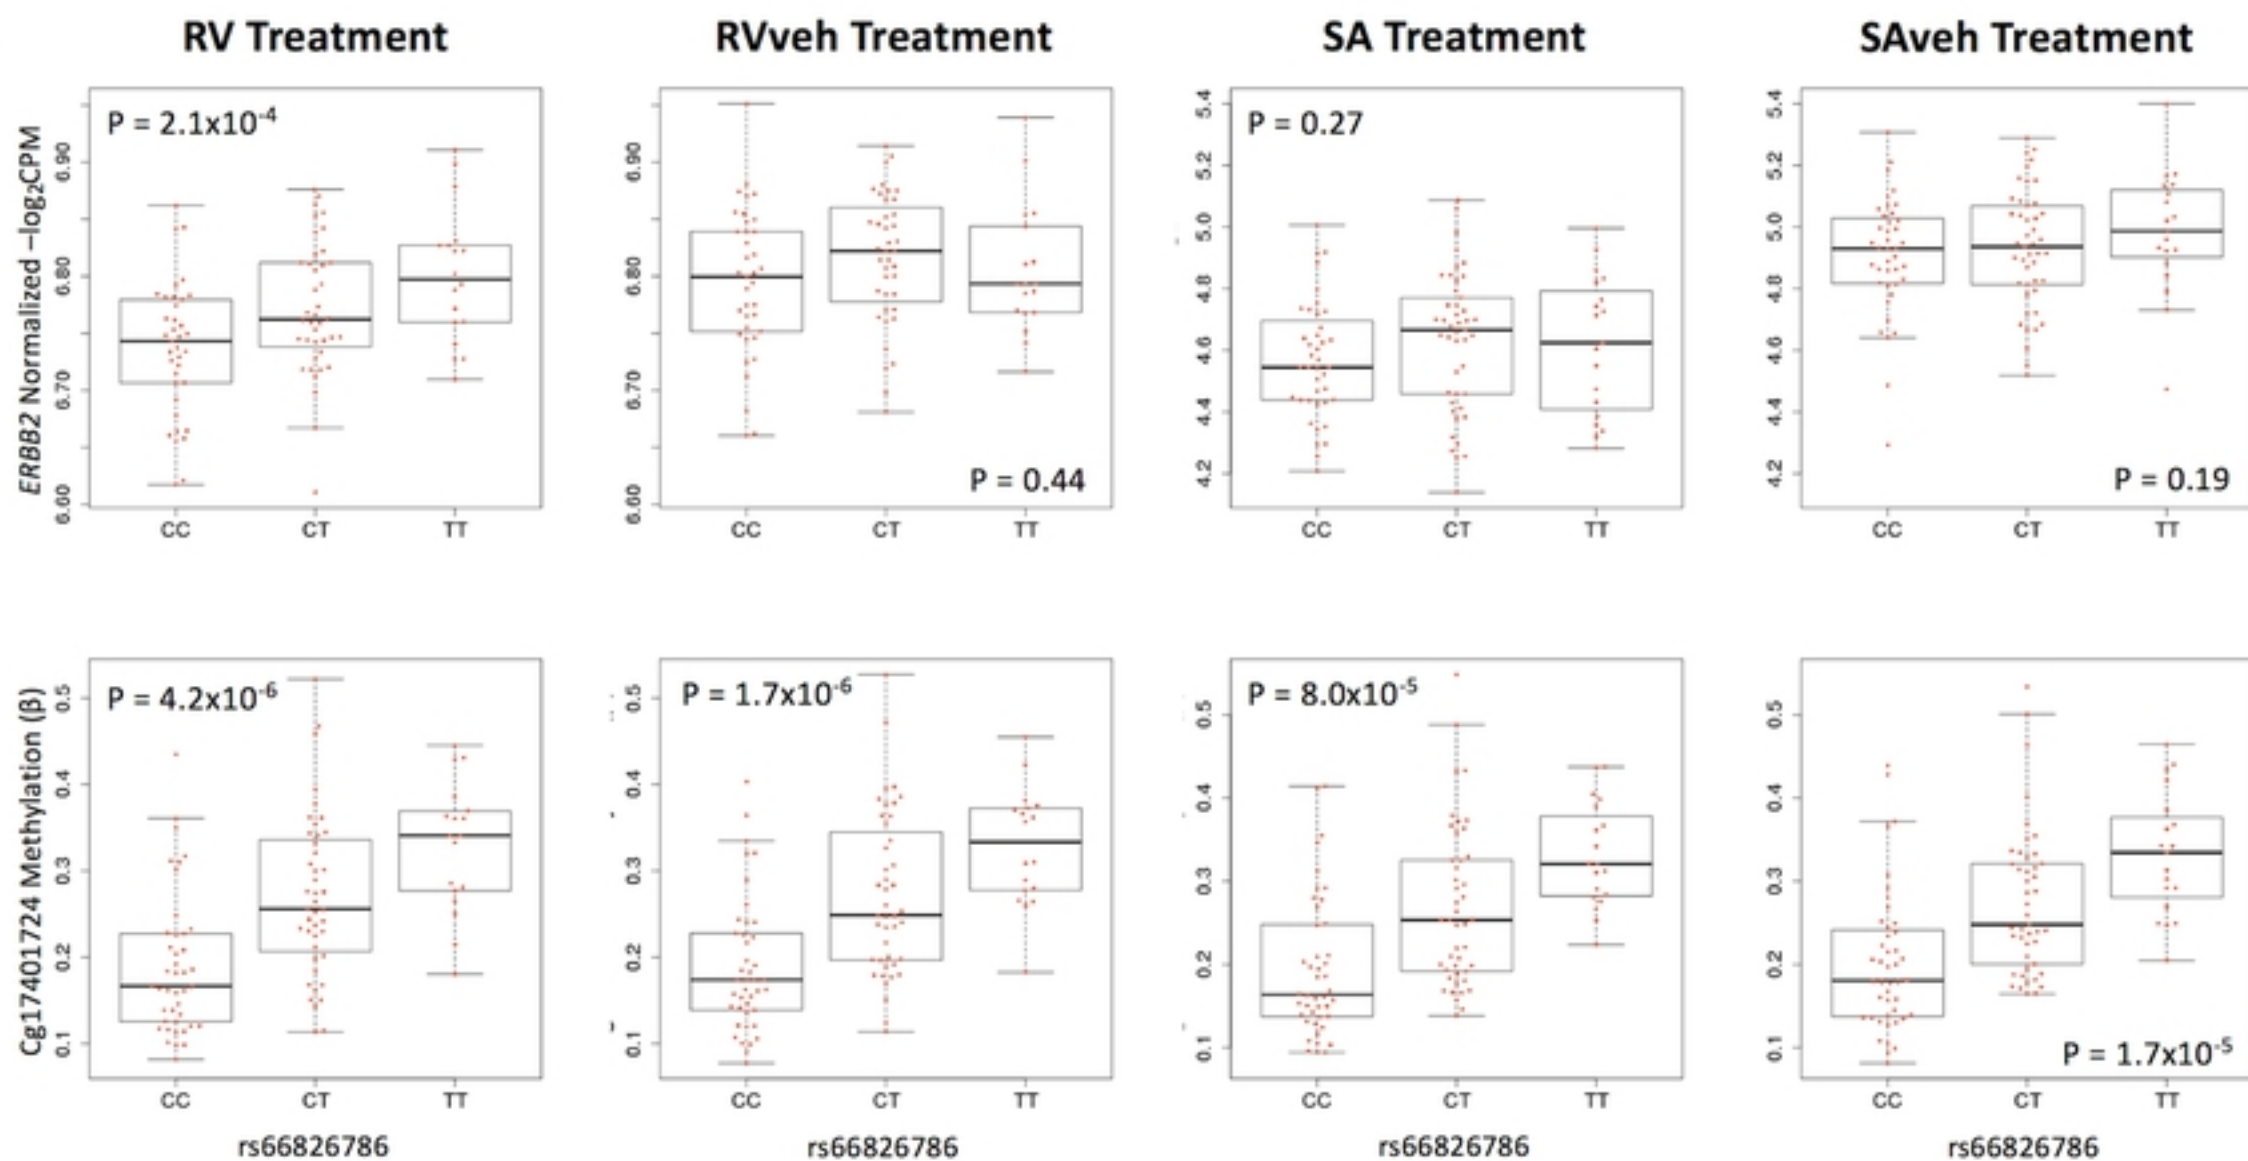 RV Treatment
RVveh Treatment
SA Treatment
SAveh Treatment
ERBB2 Normalized –log₂CPM
P = 2.1x10⁻⁴
6.90
6.80
6.70
6.60
CC CT TT
6.90
6.80
6.70
6.60
P = 0.44
CC CT TT
P = 0.27
5.4
5.2
5.0
4.8
4.6
4.4
4.2
CC CT TT
5.4
5.2
5.0
4.8
4.6
4.4
4.2
P = 0.19
CC CT TT
Cg17401724 Methylation (β)
P = 4.2x10⁻⁶
0.5
0.4
0.3
0.2
0.1
CC CT TT
rs66826786
P = 1.7x10⁻⁶
0.5
0.4
0.3
0.2
0.1
CC CT TT
rs66826786
P = 8.0x10⁻⁵
0.5
0.4
0.3
0.2
0.1
CC CT TT
rs66826786
0.5
0.4
0.3
0.2
0.1
P = 1.7x10⁻⁵
CC CT TT
rs66826786